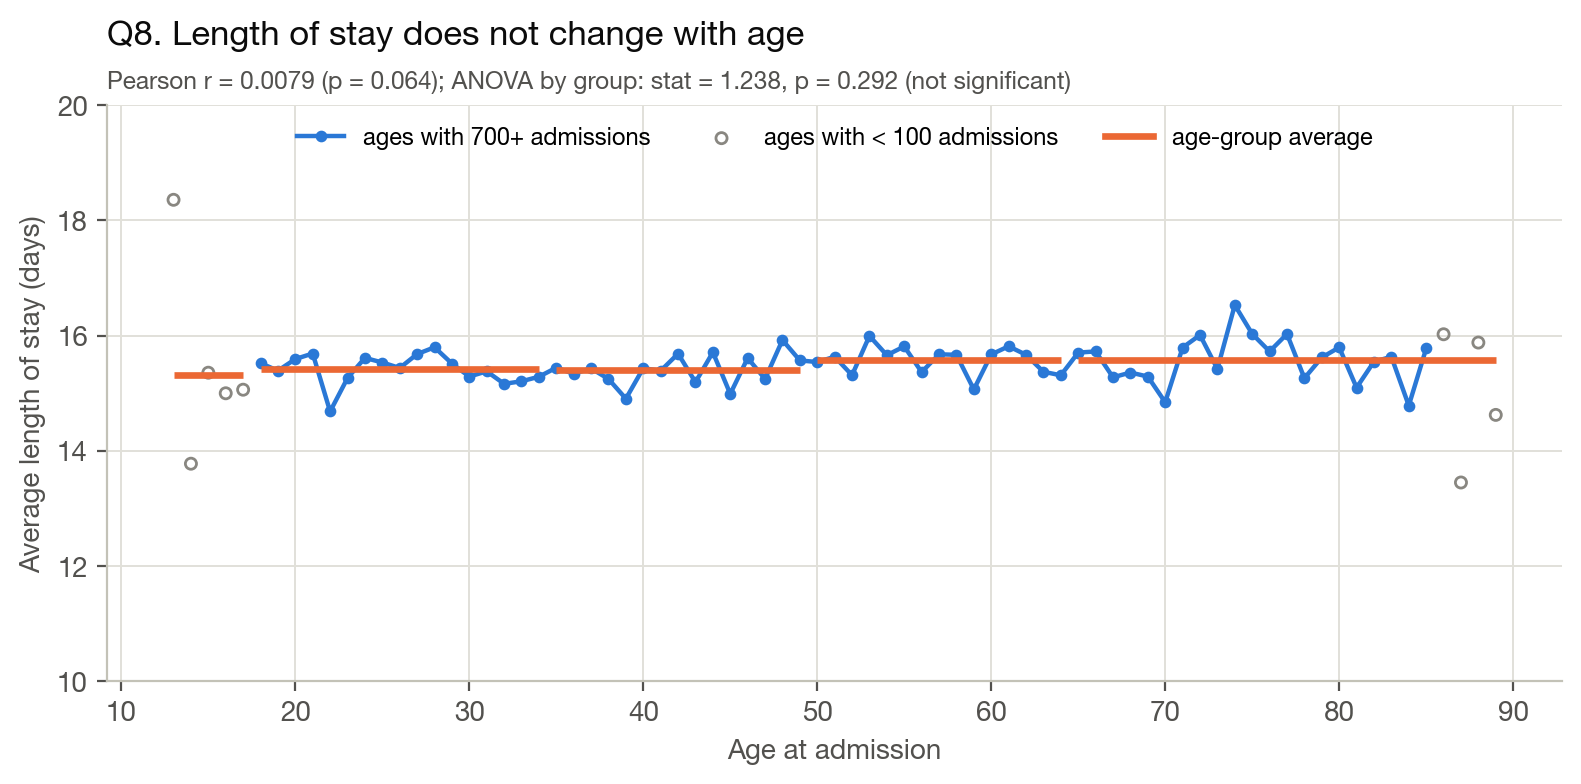 Q8. Length of stay does not change with age
Pearson r = 0.0079 (p = 0.064); ANOVA by group: stat = 1.238, p = 0.292 (not significant)
ages with 700+ admissions
ages with < 100 admissions
age-group average
Average length of stay (days)
20
18
16
14
12
10
10 20 30 40 50 60 70 80 90
Age at admission